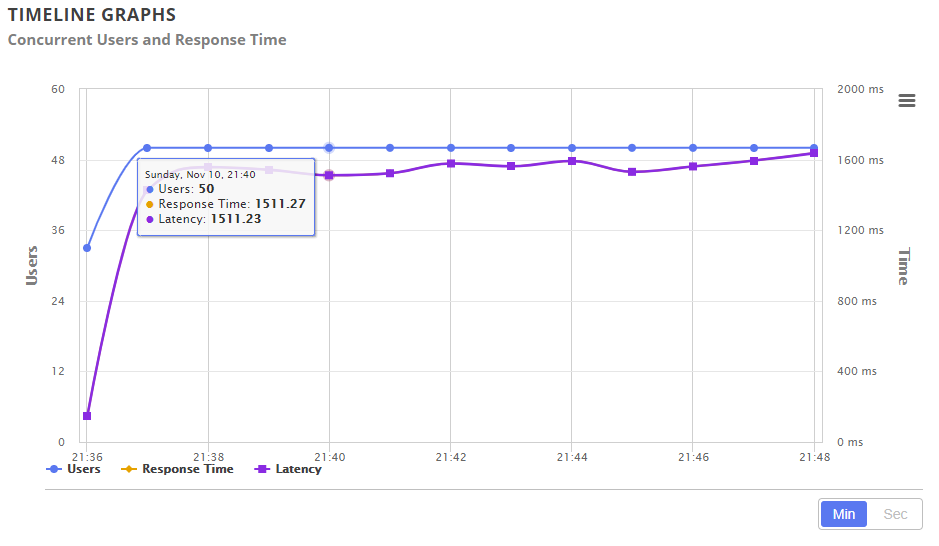 TIMELINE GRAPHS
Concurrent Users and Response Time
60
2000 ms
48
1600 ms
Sunday, Nov 10, 21:40
Users: 50
Response Time: 1511.27
Latency: 1511.23
36
1200 ms
Users
Time
24
800 ms
12
400 ms
0
0 ms
21:36 21:38 21:40 21:42 21:44 21:46 21:48
Users Response Time Latency
Min Sec